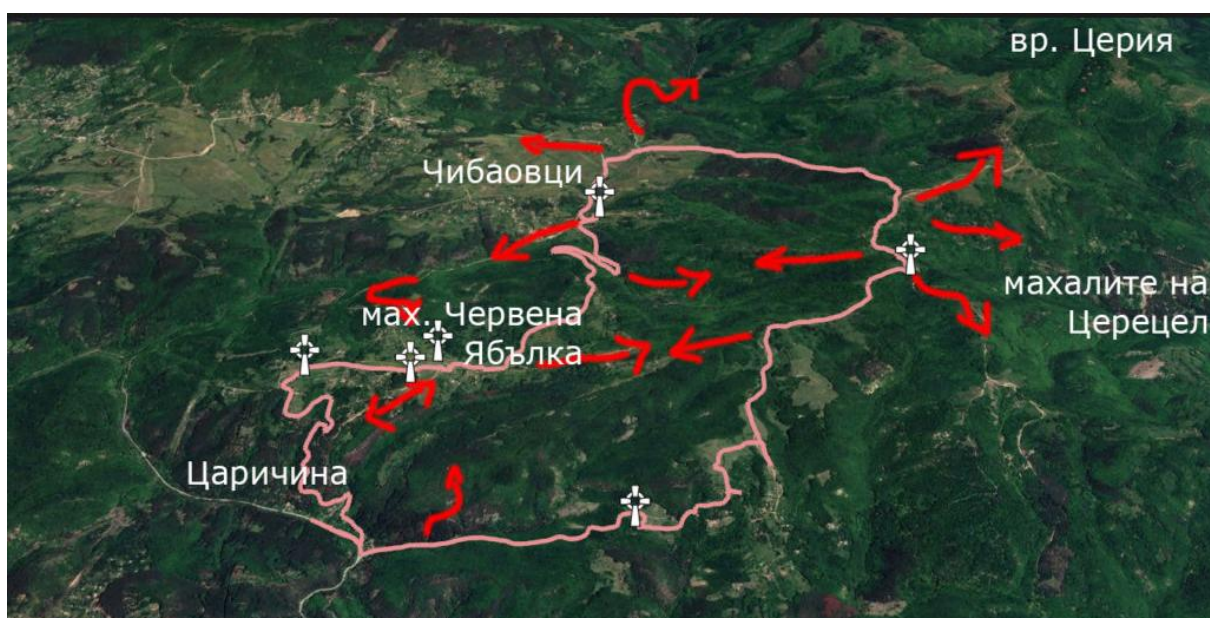 вр. Церия
Чибаовци
махалите на
Церецел
мах. Червена
Ябълка
Царичина